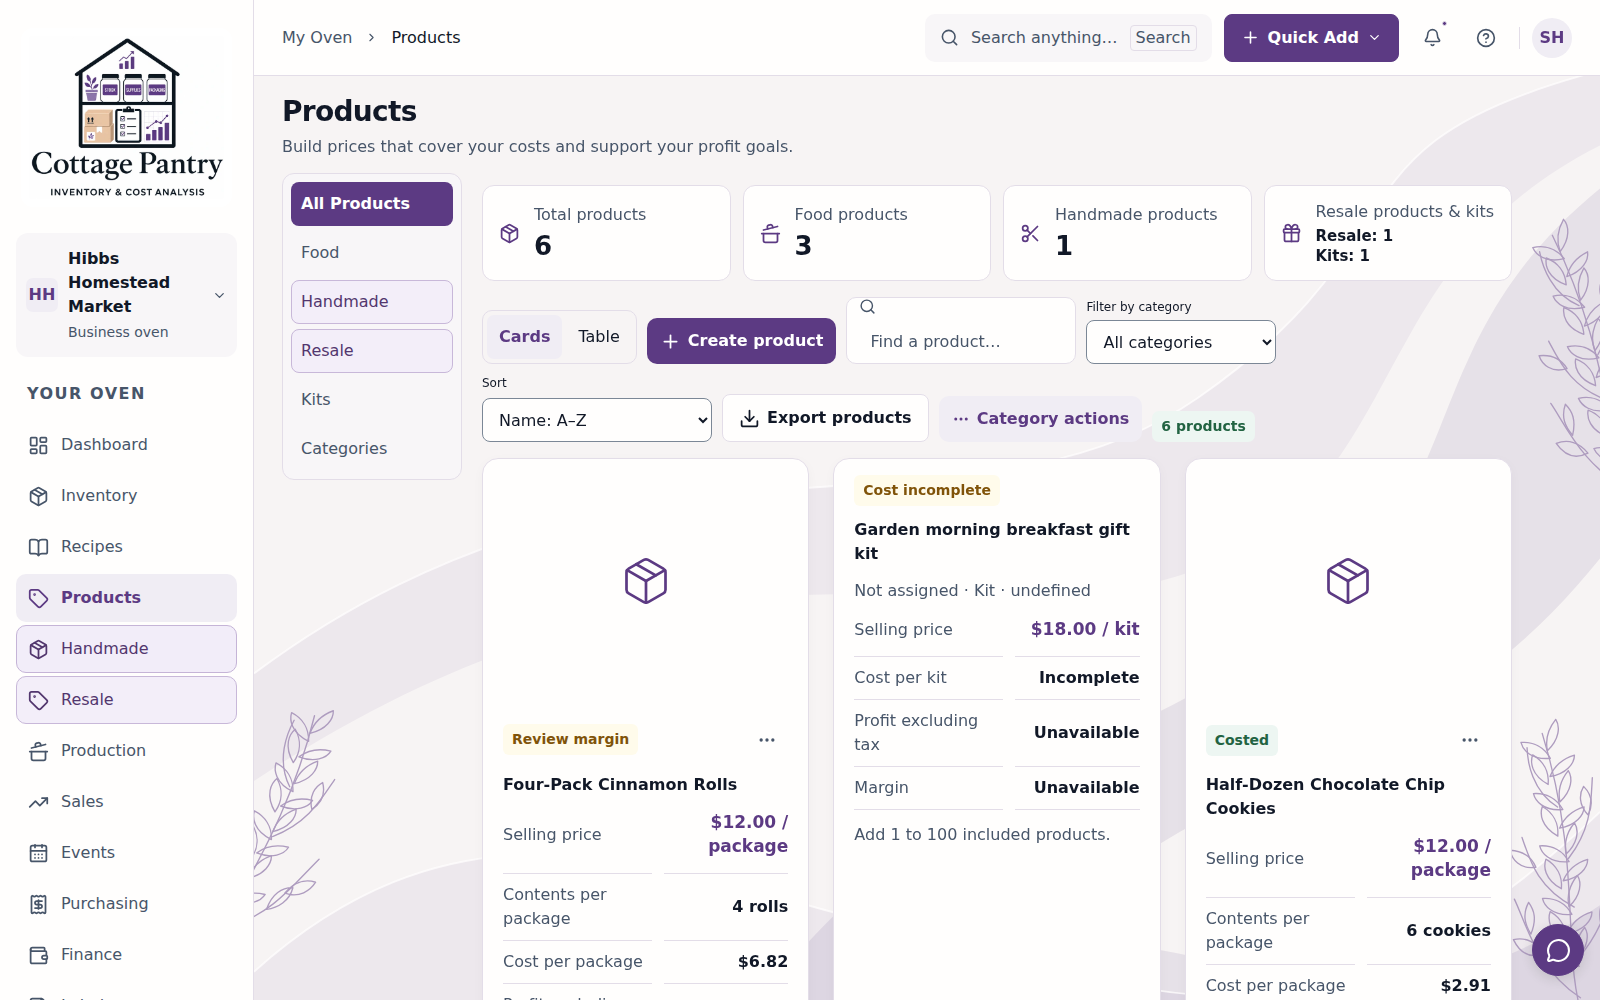 Cottage Pantry
INVENTORY & COST ANALYSIS
HH
Hibbs
Homestead
Market
Business oven
YOUR OVEN
Dashboard
Inventory
Recipes
Products
Handmade
Resale
Production
Sales
Events
Purchasing
Finance
My Oven
Products
Search anything...
Search
Quick Add
SH
Products
Build prices that cover your costs and support your profit goals.
All Products
Food
Handmade
Resale
Kits
Categories
Total products
6
Food products
3
Handmade products
1
Resale products & kits
Resale: 1
Kits: 1
Cards
Table
Create product
Find a product...
Filter by category
All categories
Sort
Name: A–Z
Export products
Category actions
6 products
Review margin
Four-Pack Cinnamon Rolls
Selling price
$12.00 /
package
Contents per
package
4 rolls
Cost per package
$6.82
Cost incomplete
Garden morning breakfast gift
kit
Not assigned · Kit · undefined
Selling price
$18.00 / kit
Cost per kit
Incomplete
Profit excluding
tax
Unavailable
Margin
Unavailable
Add 1 to 100 included products.
Costed
Half-Dozen Chocolate Chip
Cookies
Selling price
$12.00 /
package
Contents per
package
6 cookies
Cost per package
$2.91